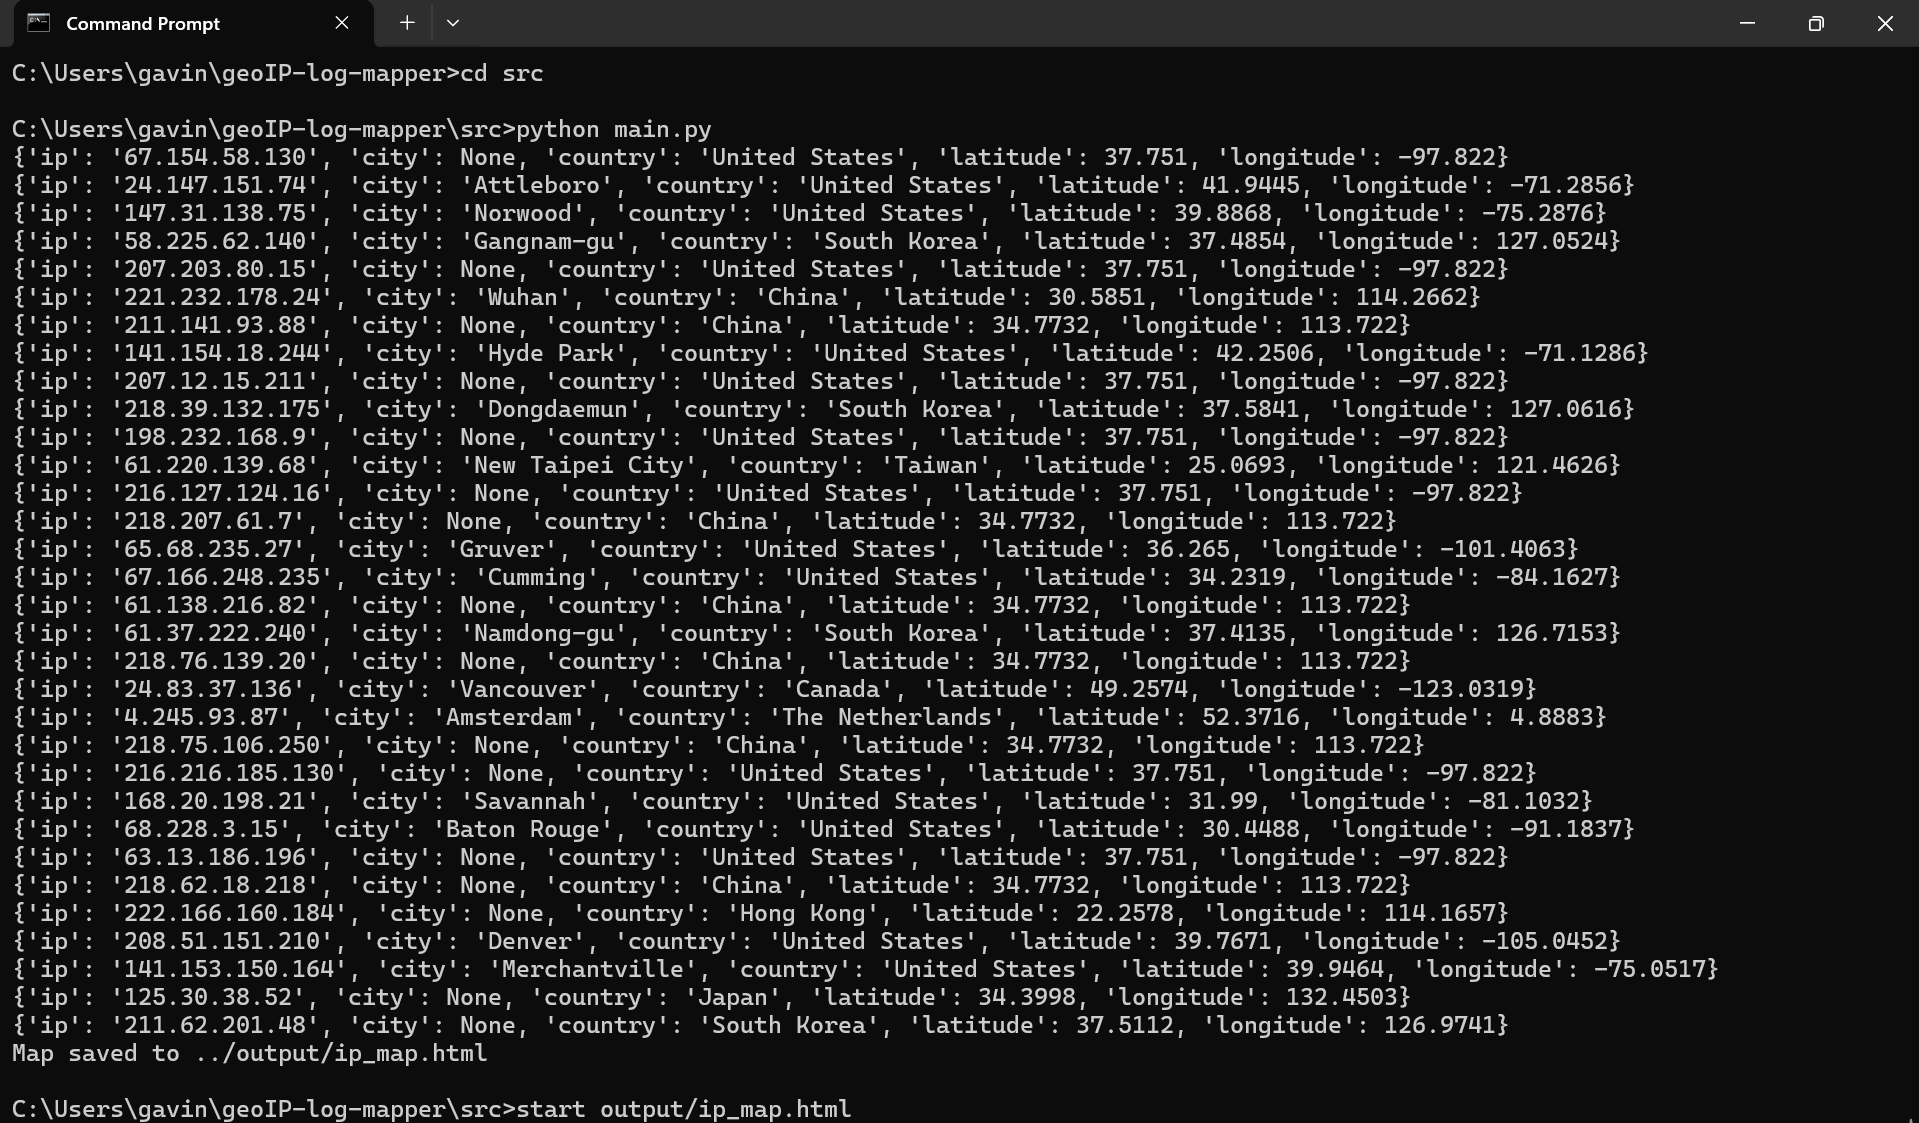 Command Prompt
C:\Users\gavin\geoIP-log-mapper>cd src
C:\Users\gavin\geoIP-log-mapper\src>python main.py
{'ip': '67.154.58.130', 'city': None, 'country': 'United States', 'latitude': 37.751, 'longitude': -97.822}
{'ip': '24.147.151.74', 'city': 'Attleboro', 'country': 'United States', 'latitude': 41.9445, 'longitude': -71.2856}
{'ip': '147.31.138.75', 'city': 'Norwood', 'country': 'United States', 'latitude': 39.8868, 'longitude': -75.2876}
{'ip': '58.225.62.140', 'city': 'Gangnam-gu', 'country': 'South Korea', 'latitude': 37.4854, 'longitude': 127.0524}
{'ip': '207.203.80.15', 'city': None, 'country': 'United States', 'latitude': 37.751, 'longitude': -97.822}
{'ip': '221.232.178.24', 'city': 'Wuhan', 'country': 'China', 'latitude': 30.5851, 'longitude': 114.2662}
{'ip': '211.141.93.88', 'city': None, 'country': 'China', 'latitude': 34.7732, 'longitude': 113.722}
{'ip': '141.154.18.244', 'city': 'Hyde Park', 'country': 'United States', 'latitude': 42.2506, 'longitude': -71.1286}
{'ip': '207.12.15.211', 'city': None, 'country': 'United States', 'latitude': 37.751, 'longitude': -97.822}
{'ip': '218.39.132.175', 'city': 'Dongdaemun', 'country': 'South Korea', 'latitude': 37.5841, 'longitude': 127.0616}
{'ip': '198.232.168.9', 'city': None, 'country': 'United States', 'latitude': 37.751, 'longitude': -97.822}
{'ip': '61.220.139.68', 'city': 'New Taipei City', 'country': 'Taiwan', 'latitude': 25.0693, 'longitude': 121.4626}
{'ip': '216.127.124.16', 'city': None, 'country': 'United States', 'latitude': 37.751, 'longitude': -97.822}
{'ip': '218.207.61.7', 'city': None, 'country': 'China', 'latitude': 34.7732, 'longitude': 113.722}
{'ip': '65.68.235.27', 'city': 'Gruver', 'country': 'United States', 'latitude': 36.265, 'longitude': -101.4063}
{'ip': '67.166.248.235', 'city': 'Cumming', 'country': 'United States', 'latitude': 34.2319, 'longitude': -84.1627}
{'ip': '61.138.216.82', 'city': None, 'country': 'China', 'latitude': 34.7732, 'longitude': 113.722}
{'ip': '61.37.222.240', 'city': 'Namdong-gu', 'country': 'South Korea', 'latitude': 37.4135, 'longitude': 126.7153}
{'ip': '218.76.139.20', 'city': None, 'country': 'China', 'latitude': 34.7732, 'longitude': 113.722}
{'ip': '24.83.37.136', 'city': 'Vancouver', 'country': 'Canada', 'latitude': 49.2574, 'longitude': -123.0319}
{'ip': '4.245.93.87', 'city': 'Amsterdam', 'country': 'The Netherlands', 'latitude': 52.3716, 'longitude': 4.8883}
{'ip': '218.75.106.250', 'city': None, 'country': 'China', 'latitude': 34.7732, 'longitude': 113.722}
{'ip': '216.216.185.130', 'city': None, 'country': 'United States', 'latitude': 37.751, 'longitude': -97.822}
{'ip': '168.20.198.21', 'city': 'Savannah', 'country': 'United States', 'latitude': 31.99, 'longitude': -81.1032}
{'ip': '68.228.3.15', 'city': 'Baton Rouge', 'country': 'United States', 'latitude': 30.4488, 'longitude': -91.1837}
{'ip': '63.13.186.196', 'city': None, 'country': 'United States', 'latitude': 37.751, 'longitude': -97.822}
{'ip': '218.62.18.218', 'city': None, 'country': 'China', 'latitude': 34.7732, 'longitude': 113.722}
{'ip': '222.166.160.184', 'city': None, 'country': 'Hong Kong', 'latitude': 22.2578, 'longitude': 114.1657}
{'ip': '208.51.151.210', 'city': 'Denver', 'country': 'United States', 'latitude': 39.7671, 'longitude': -105.0452}
{'ip': '141.153.150.164', 'city': 'Merchantville', 'country': 'United States', 'latitude': 39.9464, 'longitude': -75.0517}
{'ip': '125.30.38.52', 'city': None, 'country': 'Japan', 'latitude': 34.3998, 'longitude': 132.4503}
{'ip': '211.62.201.48', 'city': None, 'country': 'South Korea', 'latitude': 37.5112, 'longitude': 126.9741}
Map saved to ../output/ip_map.html
C:\Users\gavin\geoIP-log-mapper\src>start output/ip_map.html